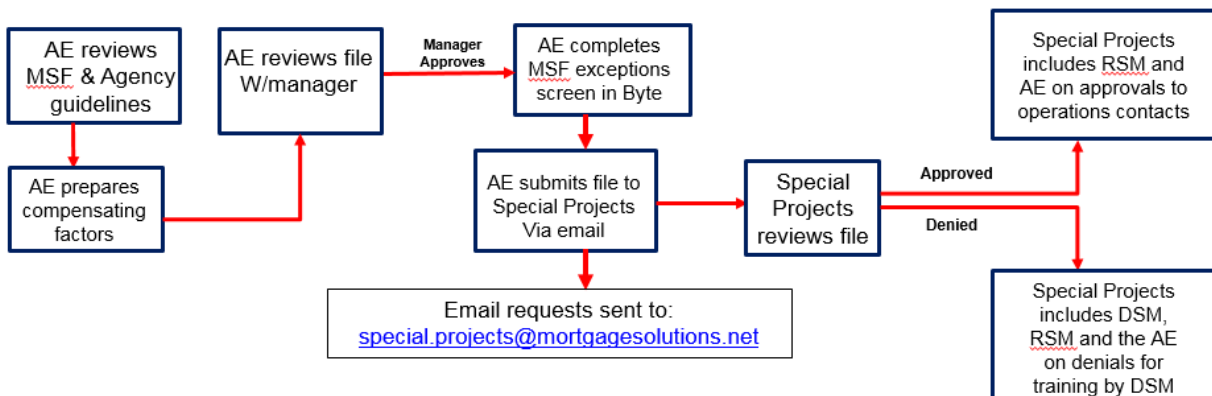 AE reviews
MSF & Agency
guidelines
AE prepares
compensating
factors
AE reviews file
W/manager
Manager
Approves
AE completes
MSF exceptions
screen in Byte
AE submits file to
Special Projects
Via email
Email requests sent to:
special.projects@mortgagesolutions.net
Special
Projects
reviews file
Approved
Denied
Special Projects
includes RSM and
AE on approvals to
operations contacts
Special Projects
includes DSM,
RSM and the AE
on denials for
training by DSM